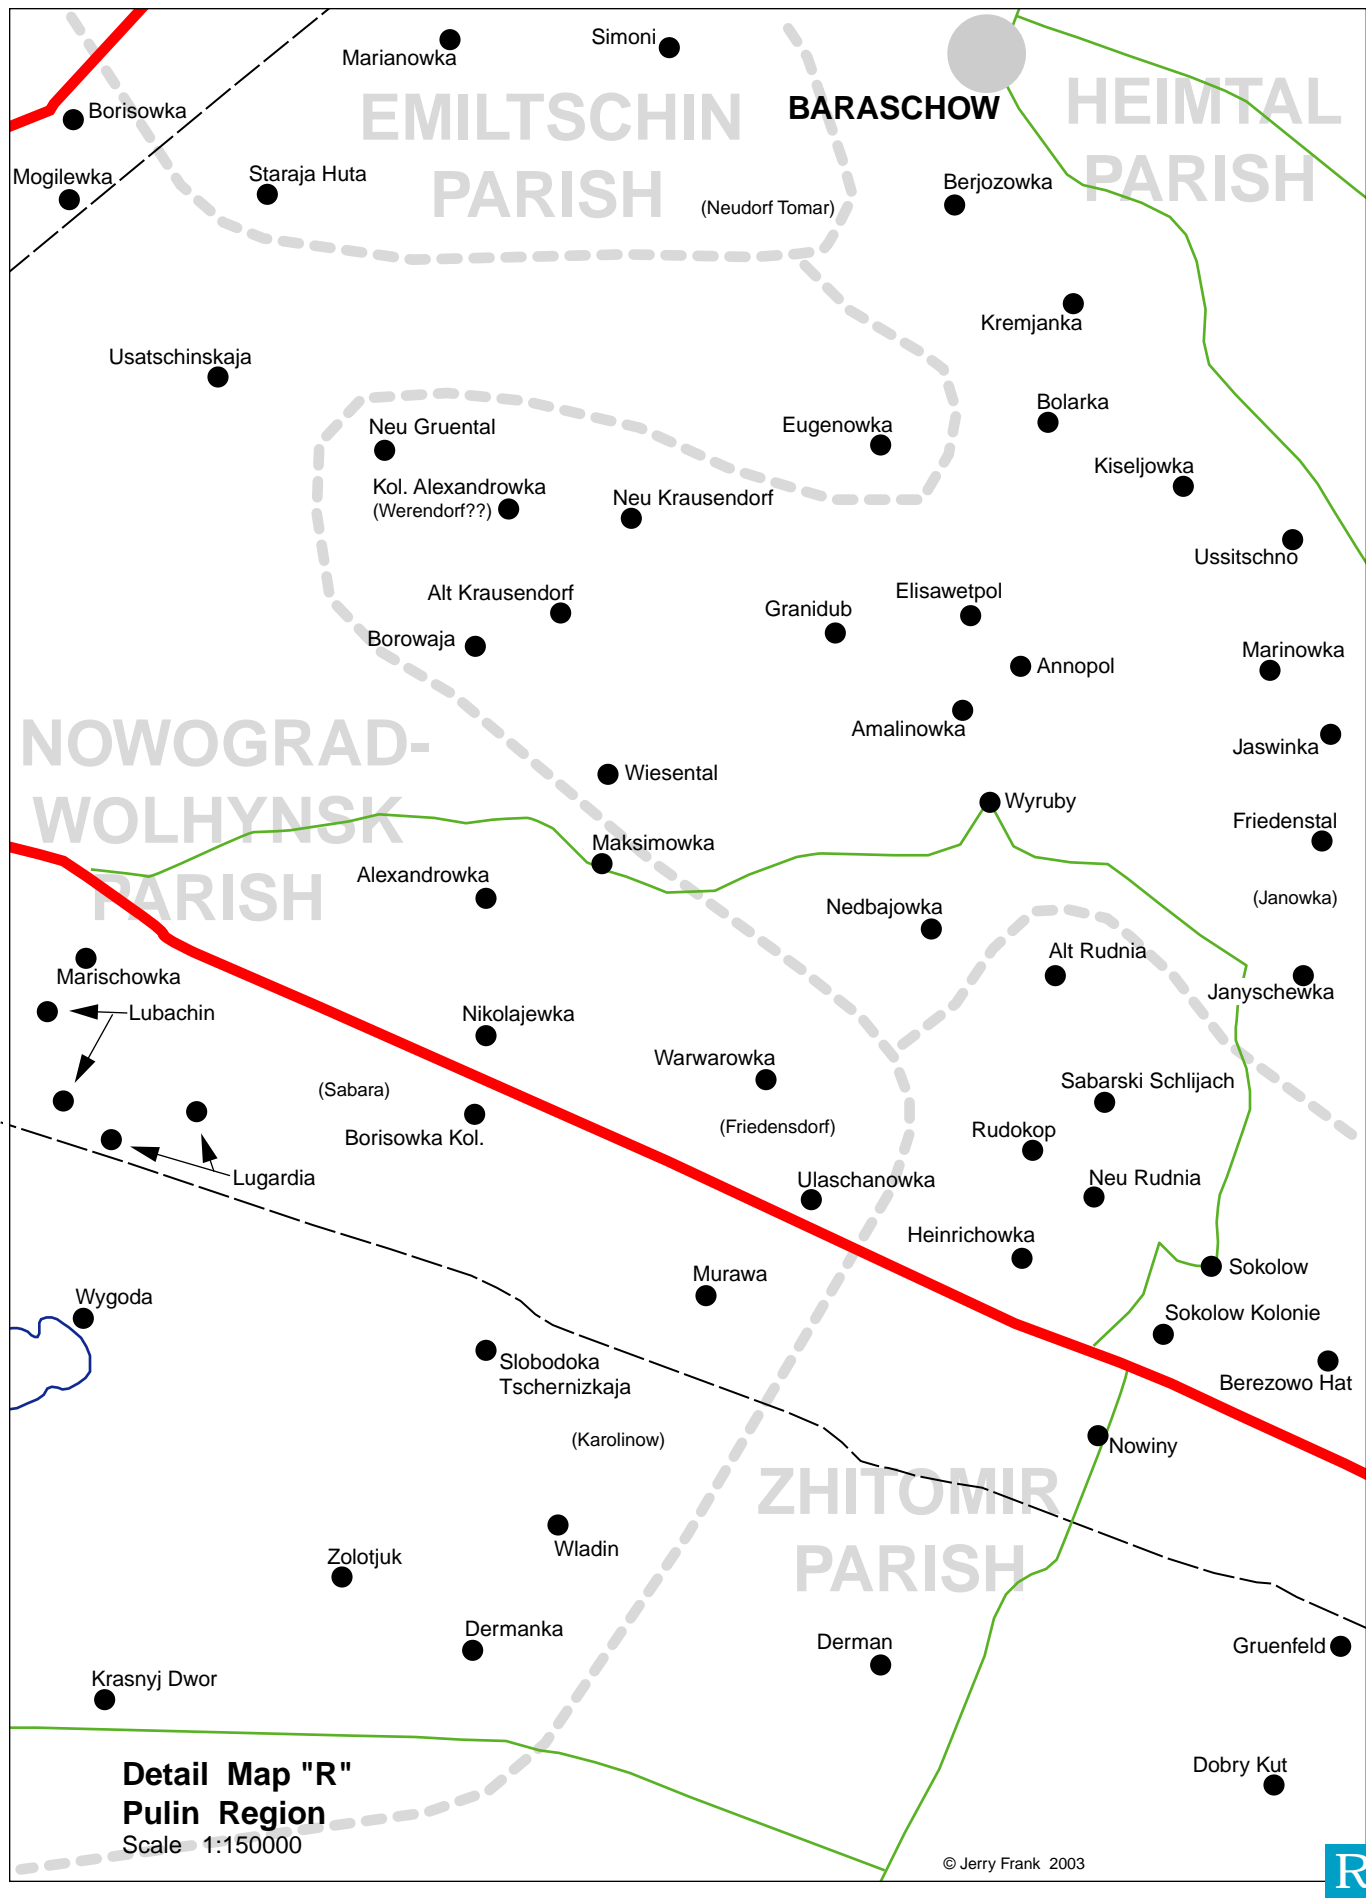 Marianowka
Simoni
BARASCHOW
HEIMTAL
PARISH
EMILTSCHIN
PARISH
Borisowka
Mogilewka
Staraja Huta
(Neudorf Tomar)
Berjozowka
Kremjanka
Usatschinskaja
Neu Gruental
Eugenowka
Bolarka
Kol. Alexandrowka
(Werendorf??)
Neu Krausendorf
Kiseljowka
Ussitschno
Alt Krausendorf
Borowaja
Granidub
Elisawetpol
Annopol
Marinowka
Amalinowka
Jaswinka
NOWOGRAD-
WOLHYNSK
PARISH
Wiesental
Wyruby
Friedenstal
Maksimowka
Alexandrowka
(Janowka)
Nedbajowka
Alt Rudnia
Marischowka
Janyschewka
Lubachin
Nikolajewka
Warwarowka
Sabarski Schlijach
(Sabara)
Borisowka Kol.
(Friedensdorf)
Rudokop
Lugardia
Ulaschanowka
Neu Rudnia
Heinrichowka
Sokolow
Murawa
Wygoda
Sokolow Kolonie
Slobodoka
Tschernizkaja
Berezowo Hat
(Karolinow)
Nowiny
ZHITOMIR
PARISH
Wladin
Zolotjuk
Dermanka
Derman
Gruenfeld
Krasnyj Dwor
Dobry Kut
Detail Map "R"
Pulin Region
Scale 1:150000
© Jerry Frank 2003
R